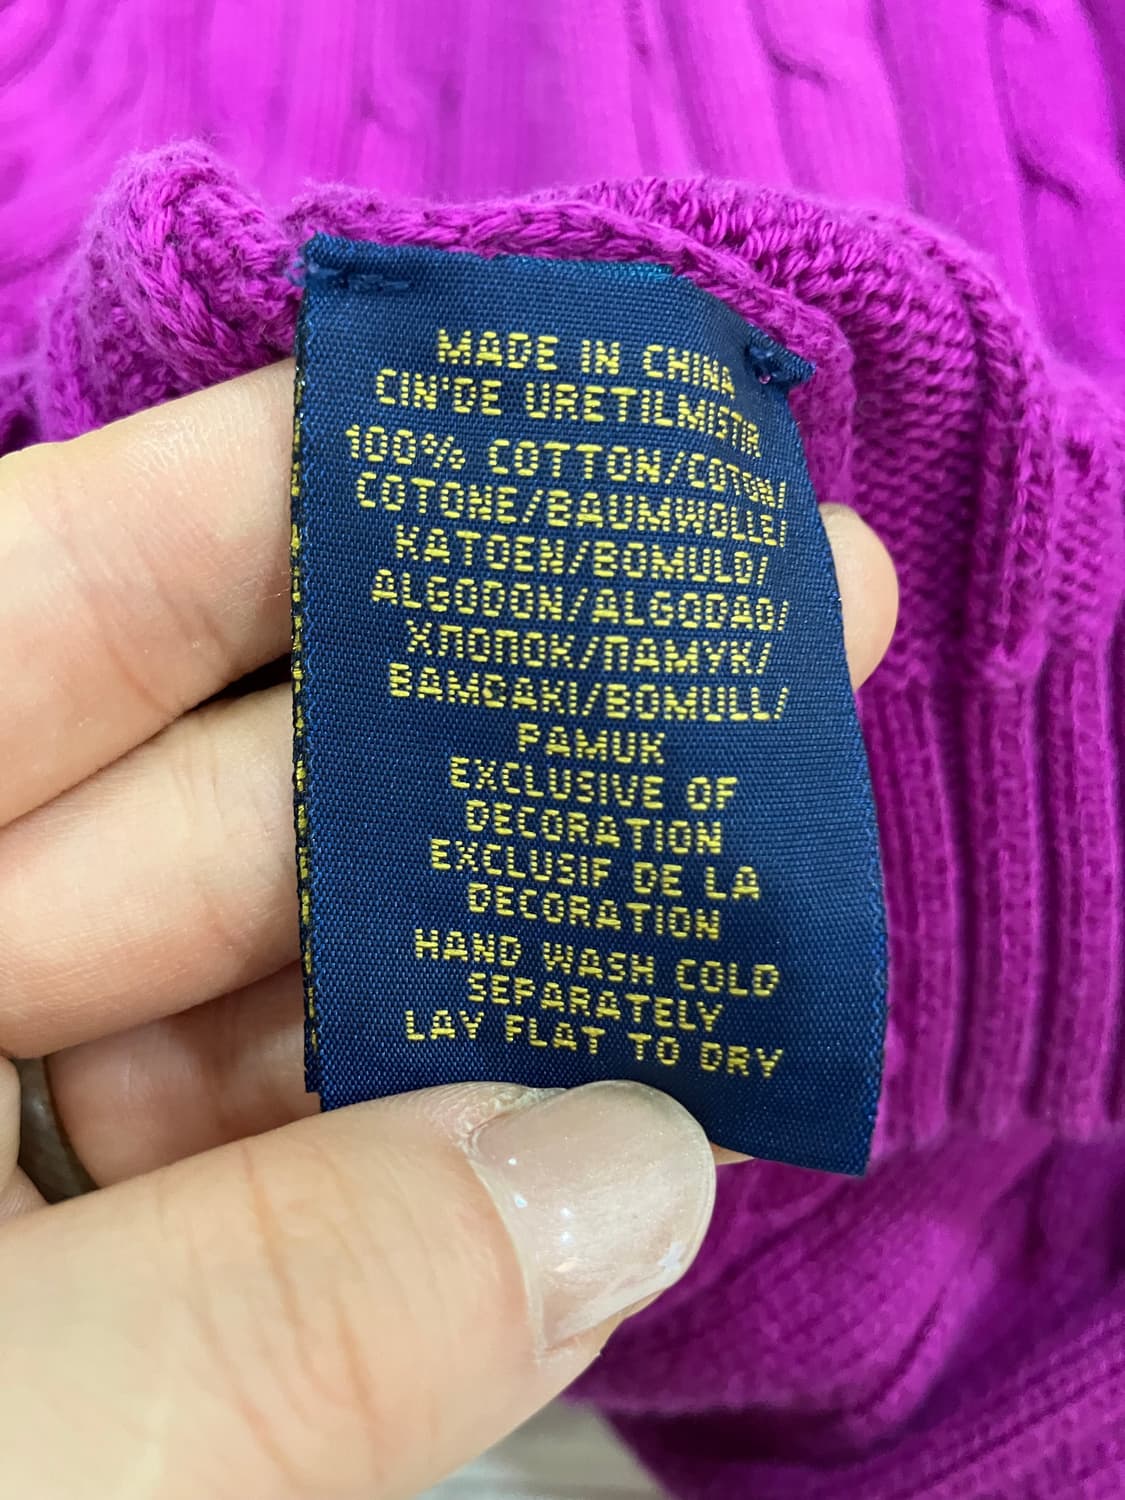 MADE IN CHINA
CIN'DE URETILMISTIR
100% COTTON/COTON/
COTONE/BAUMWOLLE/
KATOEN/BOMULD/
ALGODON/ALGODAO/
ХЛОПОК/ПАМУК/
BAMBAKI/BOMULL/
PAMUK
EXCLUSIVE OF
DECORATION
EXCLUSIF DE LA
DECORATION
HAND WASH COLD
SEPARATELY
LAY FLAT TO DRY